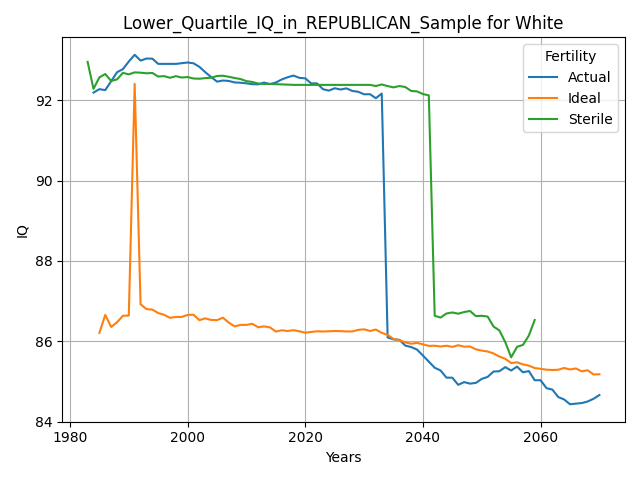 Lower_Quartile_IQ_in_REPUBLICAN_Sample for White
Fertility
Actual
Ideal
Sterile
IQ
92
90
88
86
84
1980
2000
2020
2040
2060
Years